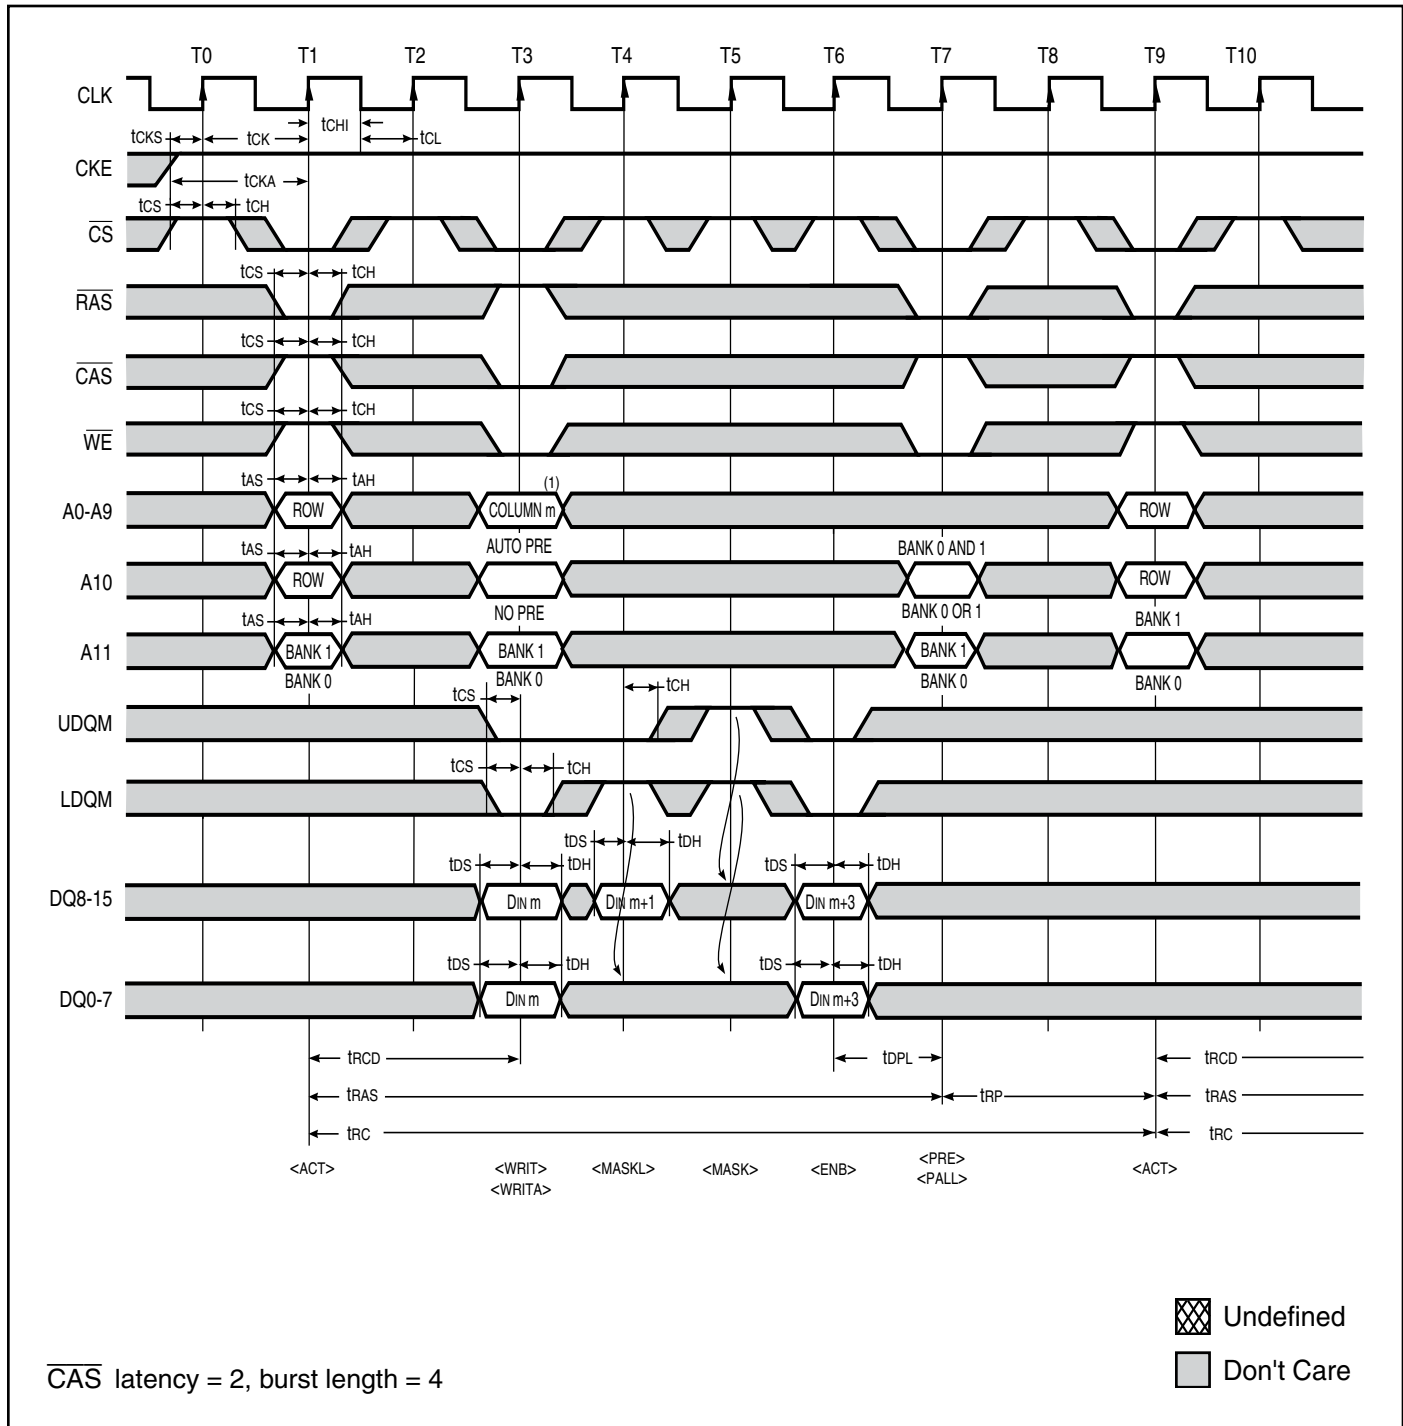 T0 T1 T2 T3 T4 T5 T6 T7 T8 T9 T10
CLK
tCHI
tCKS tCK tCL
CKE
tCKA
tCS tCH
CS
tCS tCH
RAS
tCS tCH
CAS
tCS tCH
WE
tAS tAH (1)
A0-A9 ROW COLUMN m ROW
tAS tAH AUTO PRE BANK 0 AND 1
A10 ROW ROW
tAS tAH NO PRE BANK 0 OR 1 BANK 1
A11 BANK 1 BANK 1 BANK 1
BANK 0 BANK 0 BANK 0 BANK 0
tCS tCH
UDQM
tCS tCH
LDQM
tDS tDH
tDS tDH tDS tDH
DQ8-15 DIN m DIN m+1 DIN m+3
tDS tDH tDS tDH
DQ0-7 DIN m DIN m+3
tRCD tDPL tRCD
tRAS tRP tRAS
tRC tRC
<ACT> <WRIT> <MASKL> <MASK> <ENB> <PRE> <ACT>
<WRITA> <PALL>
Undefined
Don't Care
CAS latency = 2, burst length = 4